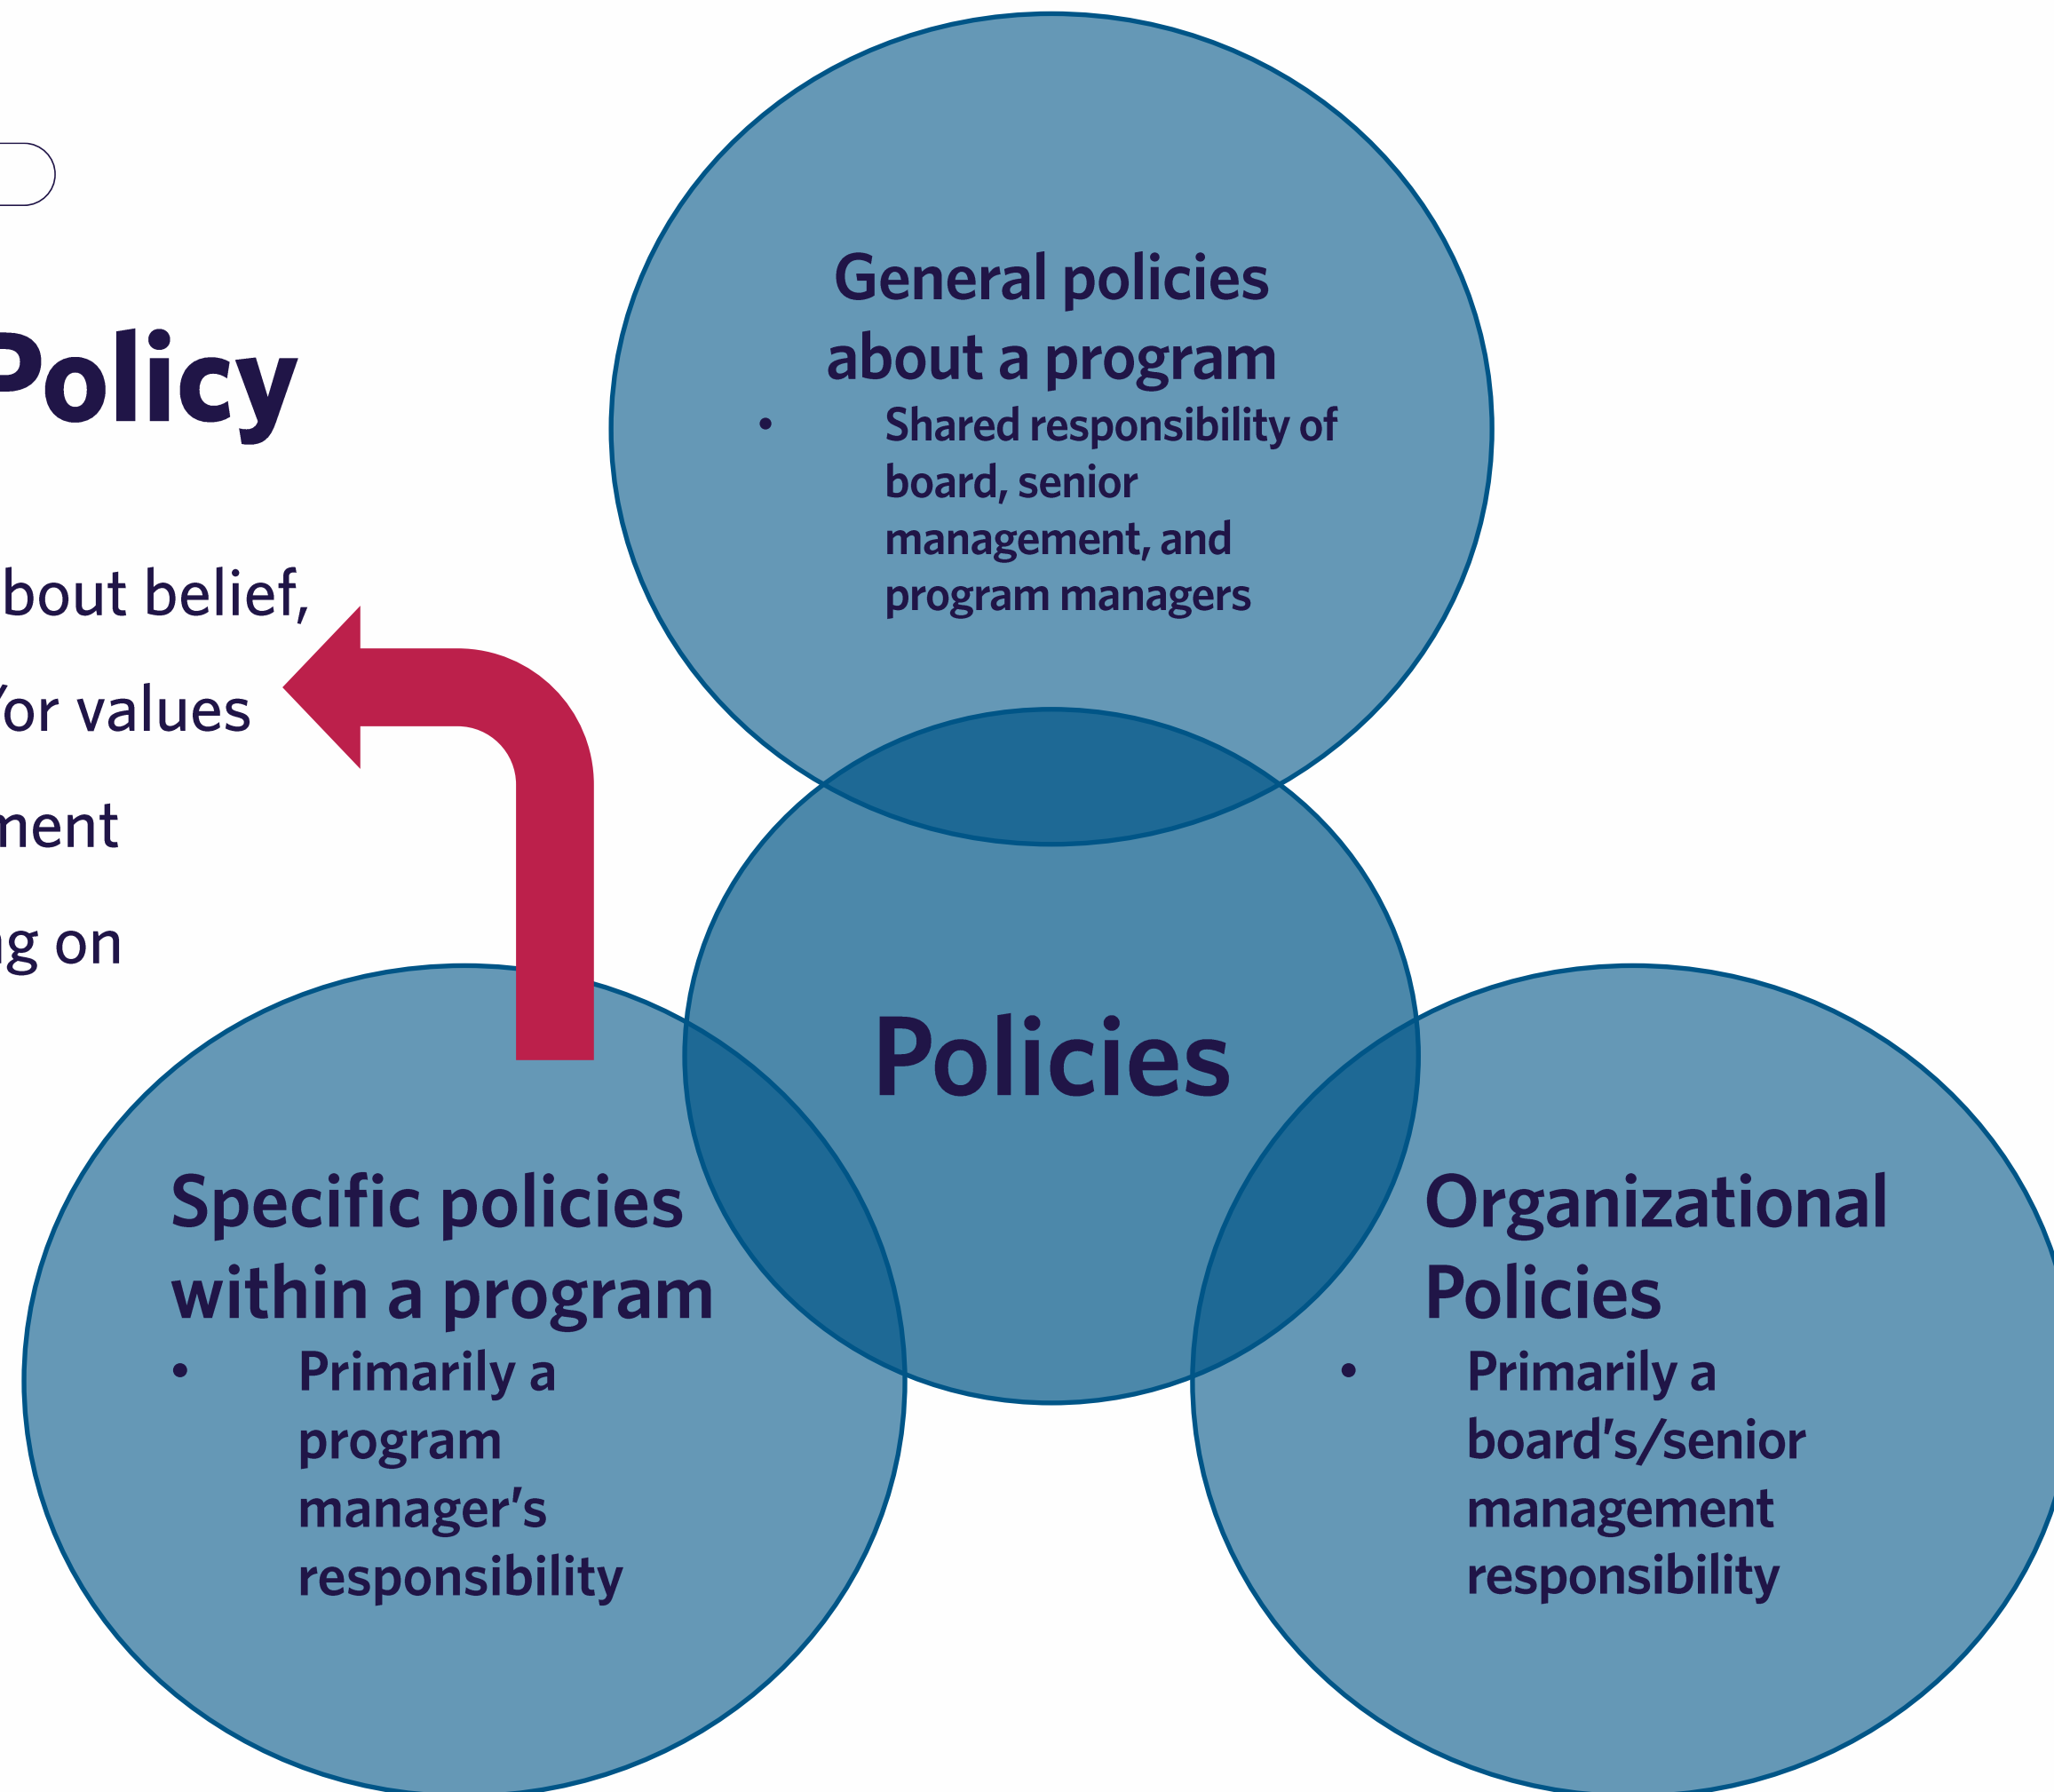 Policy
bout belief,
or values
ment
g on
General policies
about a program
• Shared responsibility of
board, senior
management, and
program managers
Policies
Specific policies
within a program
• Primarily a
program
manager's
responsibility
Organizational
Policies
• Primarily a
board's/senior
management
responsibility